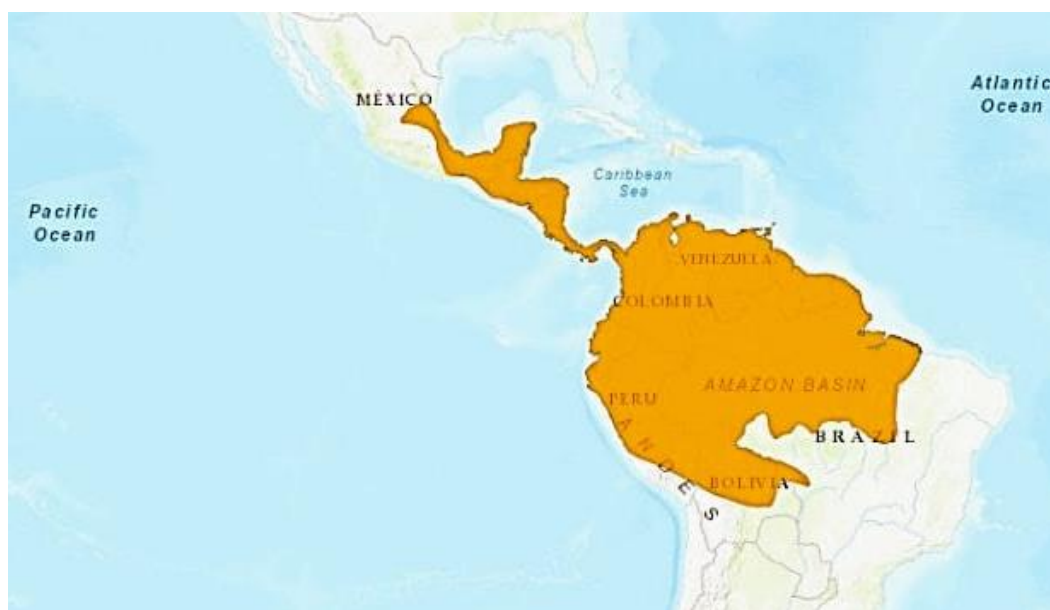 MÉXICO
Atlantic
Ocean
Caribbean
Sea
Pacific
Ocean
VENEZUELA
COLOMBIA
AMAZON BASIN
PERU
BRAZIL
ANDES
BOLIVIA